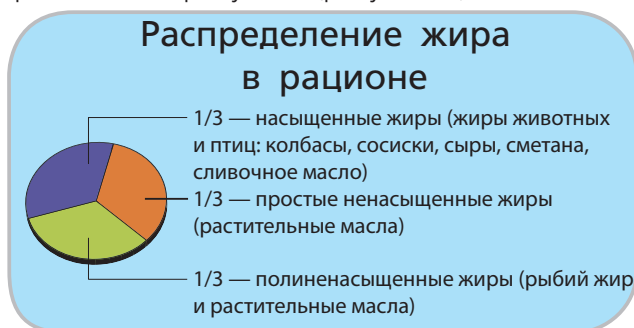 Распределение жира
в рационе
1/3 — насыщенные жиры (жиры животных
и птиц: колбасы, сосиски, сыры, сметана,
сливочное масло)
1/3 — простые ненасыщенные жиры
(растительные масла)
1/3 — полиненасыщенные жиры (рыбий жир
и растительные масла)